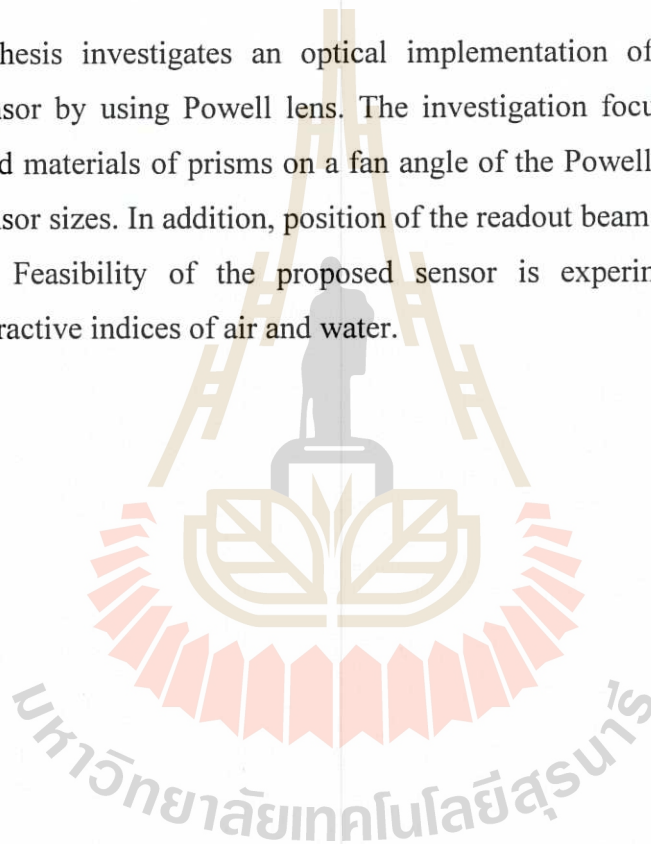 hesis investigates an optical implementation of
nsor by using Powell lens. The investigation focu
d materials of prisms on a fan angle of the Powell
nsor sizes. In addition, position of the readout beam
Feasibility of the proposed sensor is experin
ractive indices of air and water.
มหาวิทยาลัยเทคโนโลยีสุรนารี